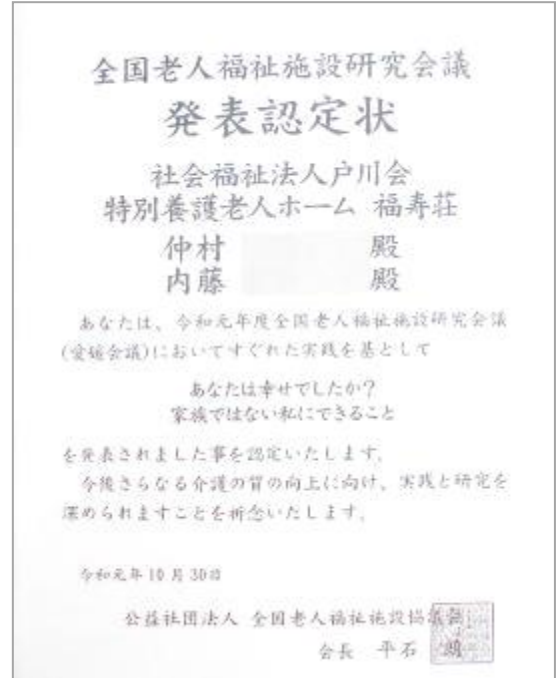 全国老人福祉施設研究会議
発表認定状
社会福祉法人戸川会
特別養護老人ホーム 福寿荘
仲村 殿
内藤 殿
あなたは、令和元年度全国老人福祉施設研究会議
(愛媛会議)においてすぐれた実践を基として
あなたは幸せでしたか?
家族ではない私にできること
を発表されました事を認定いたします。
今後さらなる介護の質の向上に向け、実践と研究を
深められますことを祈念いたします。
令和元年10月30日
公益社団法人 全国老人福祉施設協議会
会長 平石